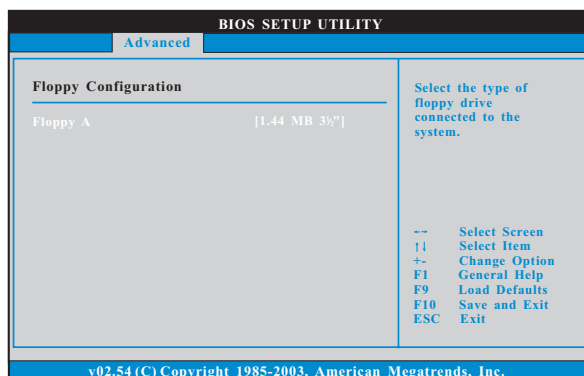 BIOS SETUP UTILITY
Advanced
Floppy Configuration
Floppy A [1.44 MB 3½"]
Select the type of
floppy drive
connected to the
system.
←→ Select Screen
↑↓ Select Item
+- Change Option
F1 General Help
F9 Load Defaults
F10 Save and Exit
ESC Exit
v02.54 (C) Copyright 1985-2003, American Megatrends, Inc.